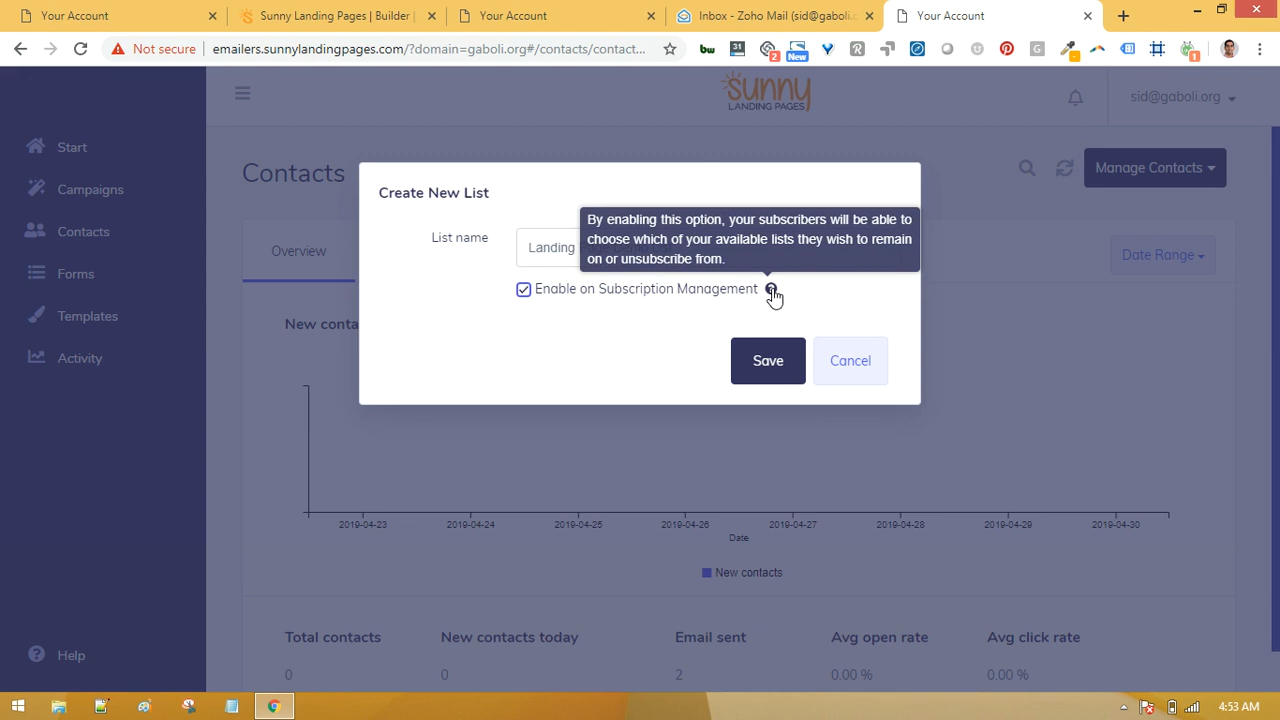 Your Account
Sunny Landing Pages | Builder |
Your Account
Inbox - Zoho Mail (sid@gaboli.c
Your Account
Not secure
emailers.sunnylandingpages.com/?domain=gaboli.org#/contacts/contact...
31
2
New
1
sunny
LANDING PAGES
sid@gaboli.org
Start
Campaigns
Contacts
Forms
Templates
Activity
Help
Contacts
Manage Contacts
Overview
Date Range
New conta
Create New List
List name
Landing
By enabling this option, your subscribers will be able to
choose which of your available lists they wish to remain
on or unsubscribe from.
Enable on Subscription Management
Save
Cancel
2019-04-23
2019-04-24
2019-04-25
2019-04-26
2019-04-27
2019-04-28
2019-04-29
2019-04-30
Date
New contacts
Total contacts
New contacts today
Email sent
Avg open rate
Avg click rate
0
0
2
0.00 %
0.00 %
4:53 AM